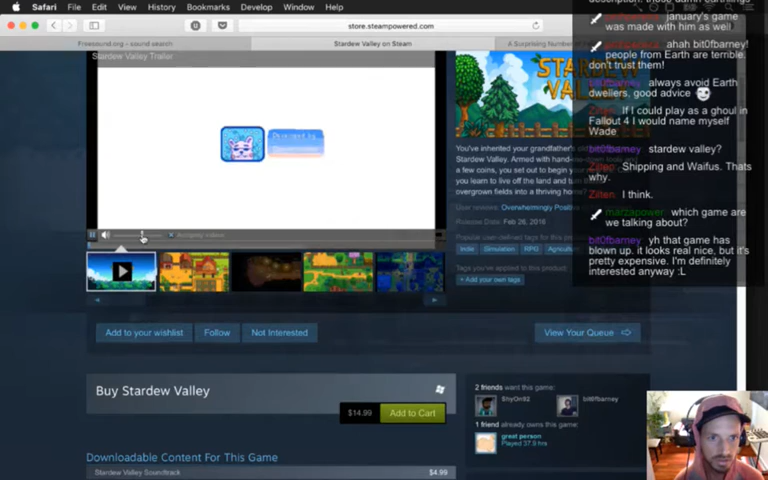 Safari File Edit View History Bookmarks Develop Window Help
store.steampowered.com
Freesound.org - sound search
Stardew Valley on Steam
A Surprising Number of
Stardew Valley Trailer
STARDEW
VALLEY
You've inherited your grandfather's
Stardew Valley. Armed with
a few coins, you set out to begin
you learn to live off the land and turn
overgrown fields into a thriving home?
User reviews: Overwhelmingly Positive
Release Date: Feb 26, 2016
Popular user-defined tags for this product:
Indie Simulation RPG
Tags you've applied to this product:
+ Add your own tags
january's game
was made with him as well
ahah bit0fbarney!
people from Earth are terrible.
don't trust them!
bit0fbarney always avoid Earth
dwellers. good advice
Zilten If I could play as a ghoul in
Fallout 4 I would name myself
Wade
bit0fbarney stardew valley?
Zilten Shipping and Waifus. Thats
why.
Zilten I think.
marzapower which game are
we talking about?
bit0fbarney yh that game has
blown up. it looks real nice, but it's
pretty expensive. I'm definitely
interested anyway :L
Autoplay videos
Add to your wishlist
Follow
Not Interested
View Your Queue
Buy Stardew Valley
$14.99
Add to Cart
2 friends want this game:
ShyOn92
bit0fbarney
1 friend already owns this game:
great person
Played 37.9 hrs
Downloadable Content For This Game
Stardew Valley Soundtrack
$4.99